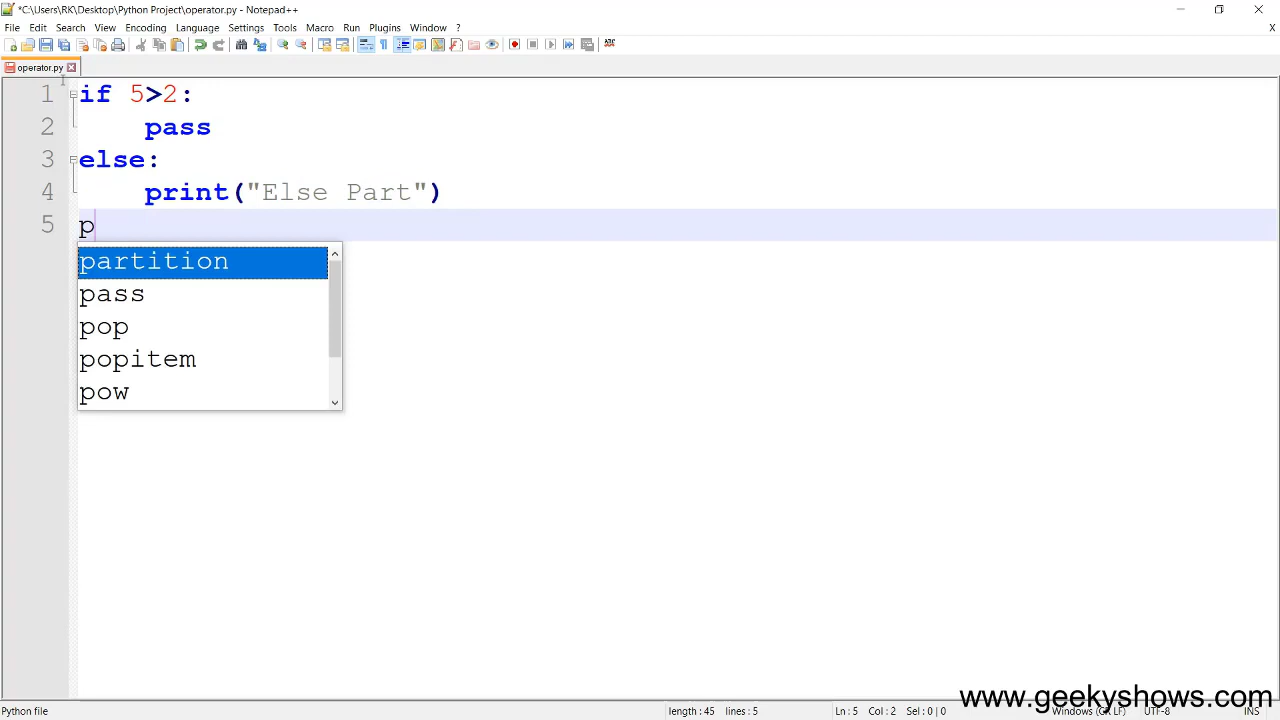 *C:\Users\RK\Desktop\Python Project\operator.py - Notepad++
File Edit Search View Encoding Language Settings Tools Macro Run Plugins Window ? X
operator.py
1 if 5>2:
2 pass
3 else:
4 print("Else Part")
5 p
partition
pass
pop
popitem
pow
www.geekyshows.com
Python file length : 45 lines : 5 Ln : 5 Col : 2 Sel : 0 | 0 Windows (CR LF) UTF-8 INS